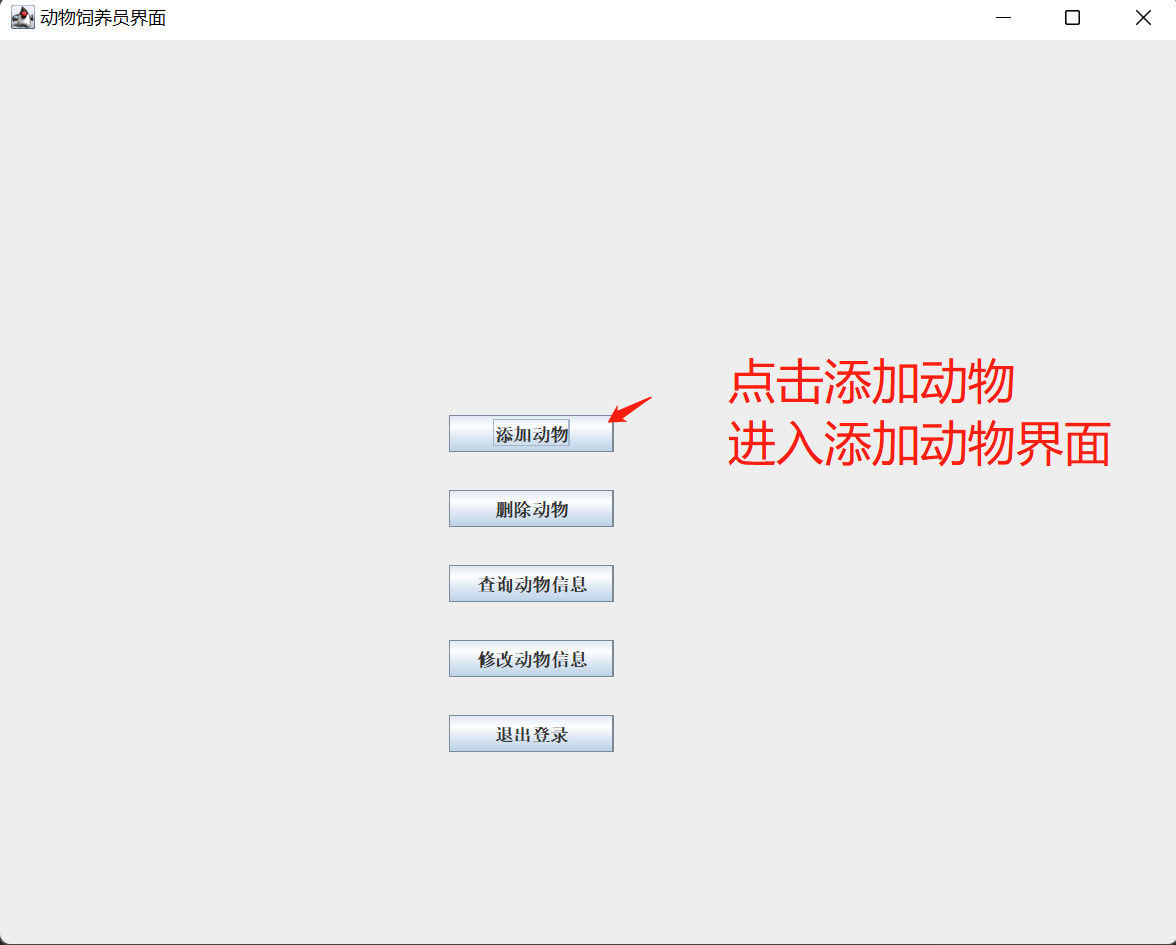 动物饲养员界面
点击添加动物
进入添加动物界面
添加动物
删除动物
查询动物信息
修改动物信息
退出登录